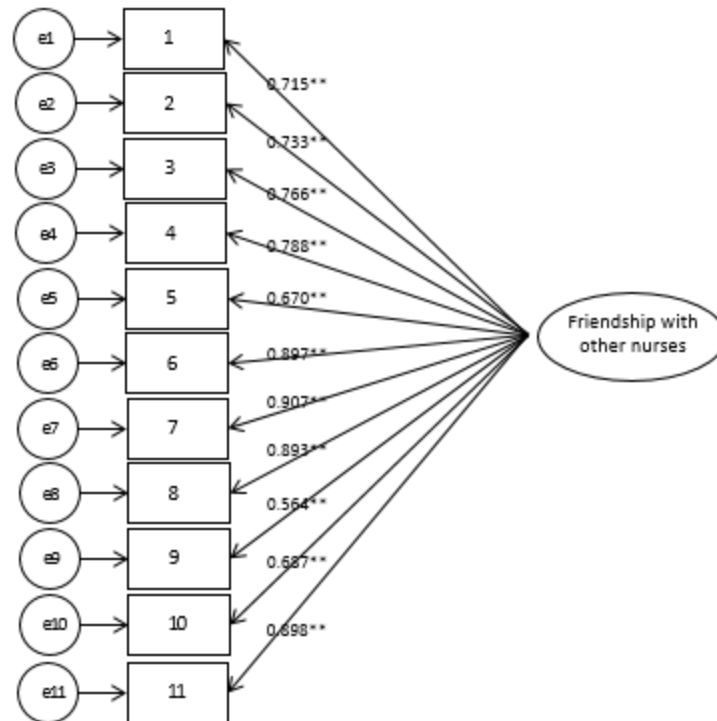 e1
1
0.715**
e2
2
0.733**
e3
3
0.766**
e4
4
0.788**
e5
5
0.670**
Friendship with
other nurses
e6
6
0.897**
e7
7
0.907**
e8
8
0.893**
e9
9
0.564**
e10
10
0.687**
e11
11
0.898**